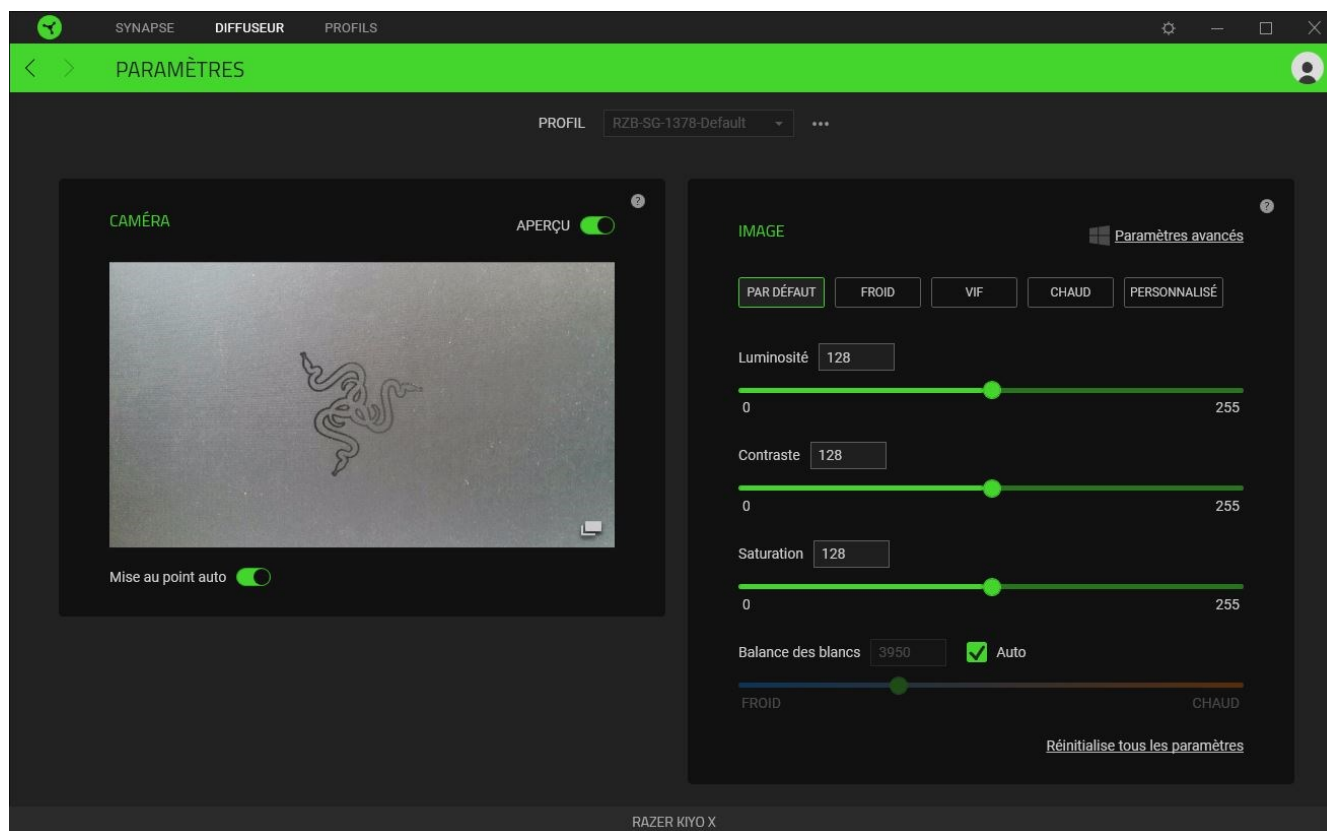 SYNAPSE DIFFUSEUR PROFILS
PARAMÈTRES
PROFIL RZB-SG-1378-Default
CAMÉRA
APERÇU
Mise au point auto
IMAGE
Paramètres avancés
PAR DÉFAUT FROID VIF CHAUD PERSONNALISÉ
Luminosité 128
0 255
Contraste 128
0 255
Saturation 128
0 255
Balance des blancs 3950 Auto
FROID CHAUD
Réinitialise tous les paramètres
RAZER KIYO X